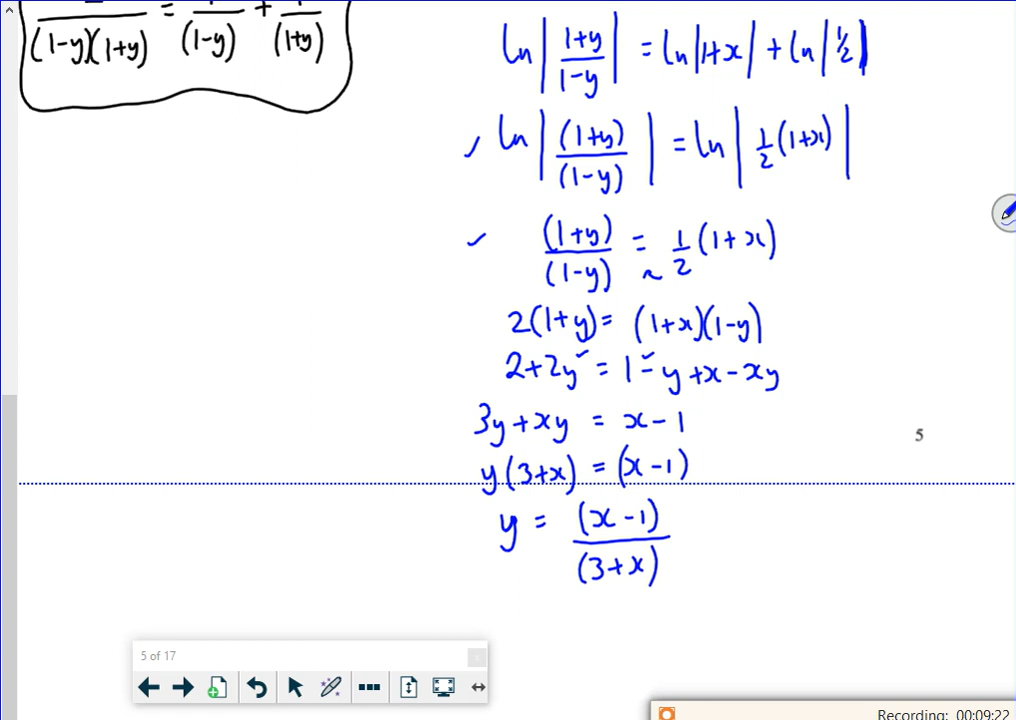 /(1-y)(1+y) = /(1-y) + /(1+y)
ln|(1+y)/(1-y)| = ln|1+x| + ln|1/2|
ln|(1+y)/(1-y)| = ln|1/2(1+x)|
(1+y)/(1-y) = 1/2(1+x)
2(1+y) = (1+x)(1-y)
2+2y = 1-y+x-xy
3y+xy = x-1
5
y(3+x) = (x-1)
y = (x-1)/(3+x)
5 of 17
Recording: 00:09:22